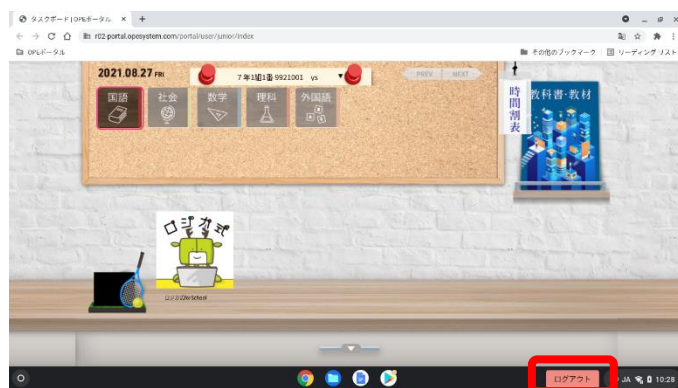 タスクボード | OPEポータル × +
r02-portal.opesystem.com/portal/user/junior/index
OPEポータル
その他のブックマーク リーディング リスト
2021.08.27 FRI
7年1組1番 9921001 vs
PREV NEXT
国語 社会 数学 理科 外国語
時間割表
教科書・教材
ロジカ式
ログアウト
JA 10:28